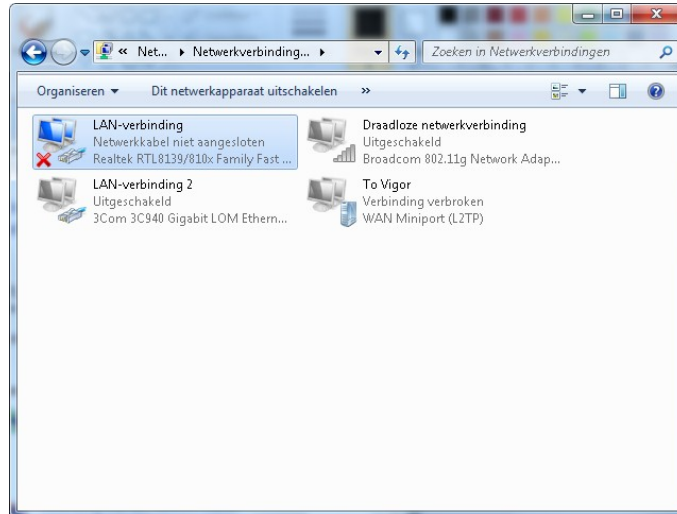 « Net... ▸ Netwerkverbinding... ▸ Zoeken in Netwerkverbindingen
Organiseren Dit netwerkapparaat uitschakelen »
LAN-verbinding
Netwerkkabel niet aangesloten
Realtek RTL8139/810x Family Fast ...
Draadloze netwerkverbinding
Uitgeschakeld
Broadcom 802.11g Network Adap...
LAN-verbinding 2
Uitgeschakeld
3Com 3C940 Gigabit LOM Ethern...
To Vigor
Verbinding verbroken
WAN Miniport (L2TP)